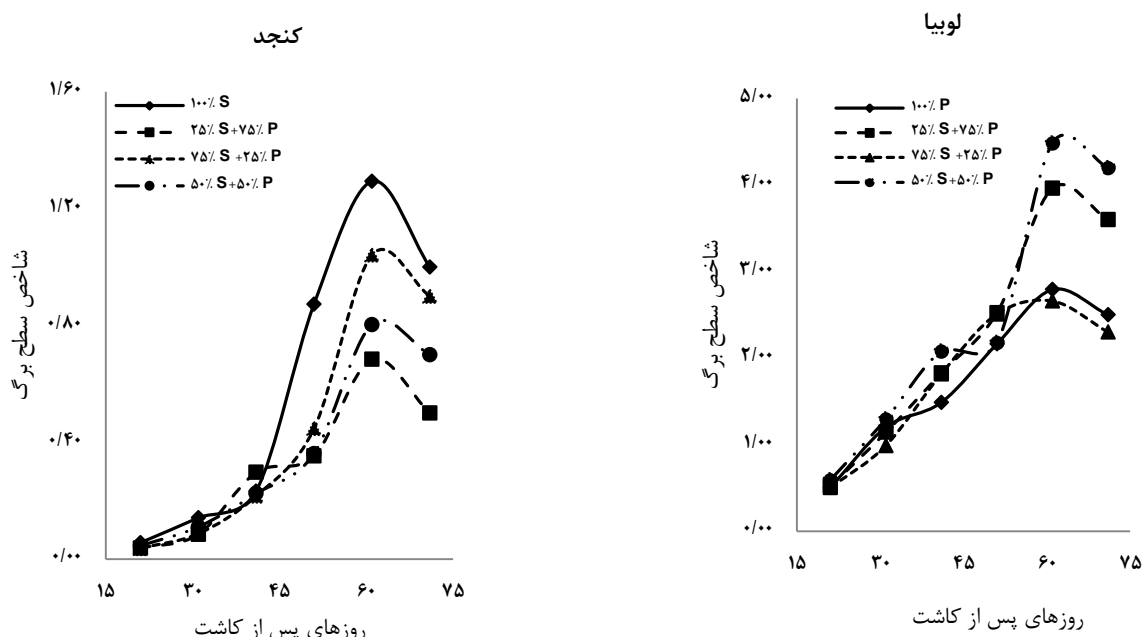 کنجد
۱/۶۰
۱/۲۰
۰/۸۰
۰/۴۰
۰/۰۰
شاخص سطح برگ
۱۰۰٪ S
۲۵٪ S+۷۵٪ P
۷۵٪ S +۲۵٪ P
۵۰٪ S+۵۰٪ P
۱۵ ۳۰ ۴۵ ۶۰ ۷۵
روزهای پس از کاشت
لوبیا
۵/۰۰
۴/۰۰
۳/۰۰
۲/۰۰
۱/۰۰
۰/۰۰
شاخص سطح برگ
۱۰۰٪ P
۲۵٪ S+۷۵٪ P
۷۵٪ S +۲۵٪ P
۵۰٪ S+۵۰٪ P
۱۵ ۳۰ ۴۵ ۶۰ ۷۵
روزهای پس از کاشت